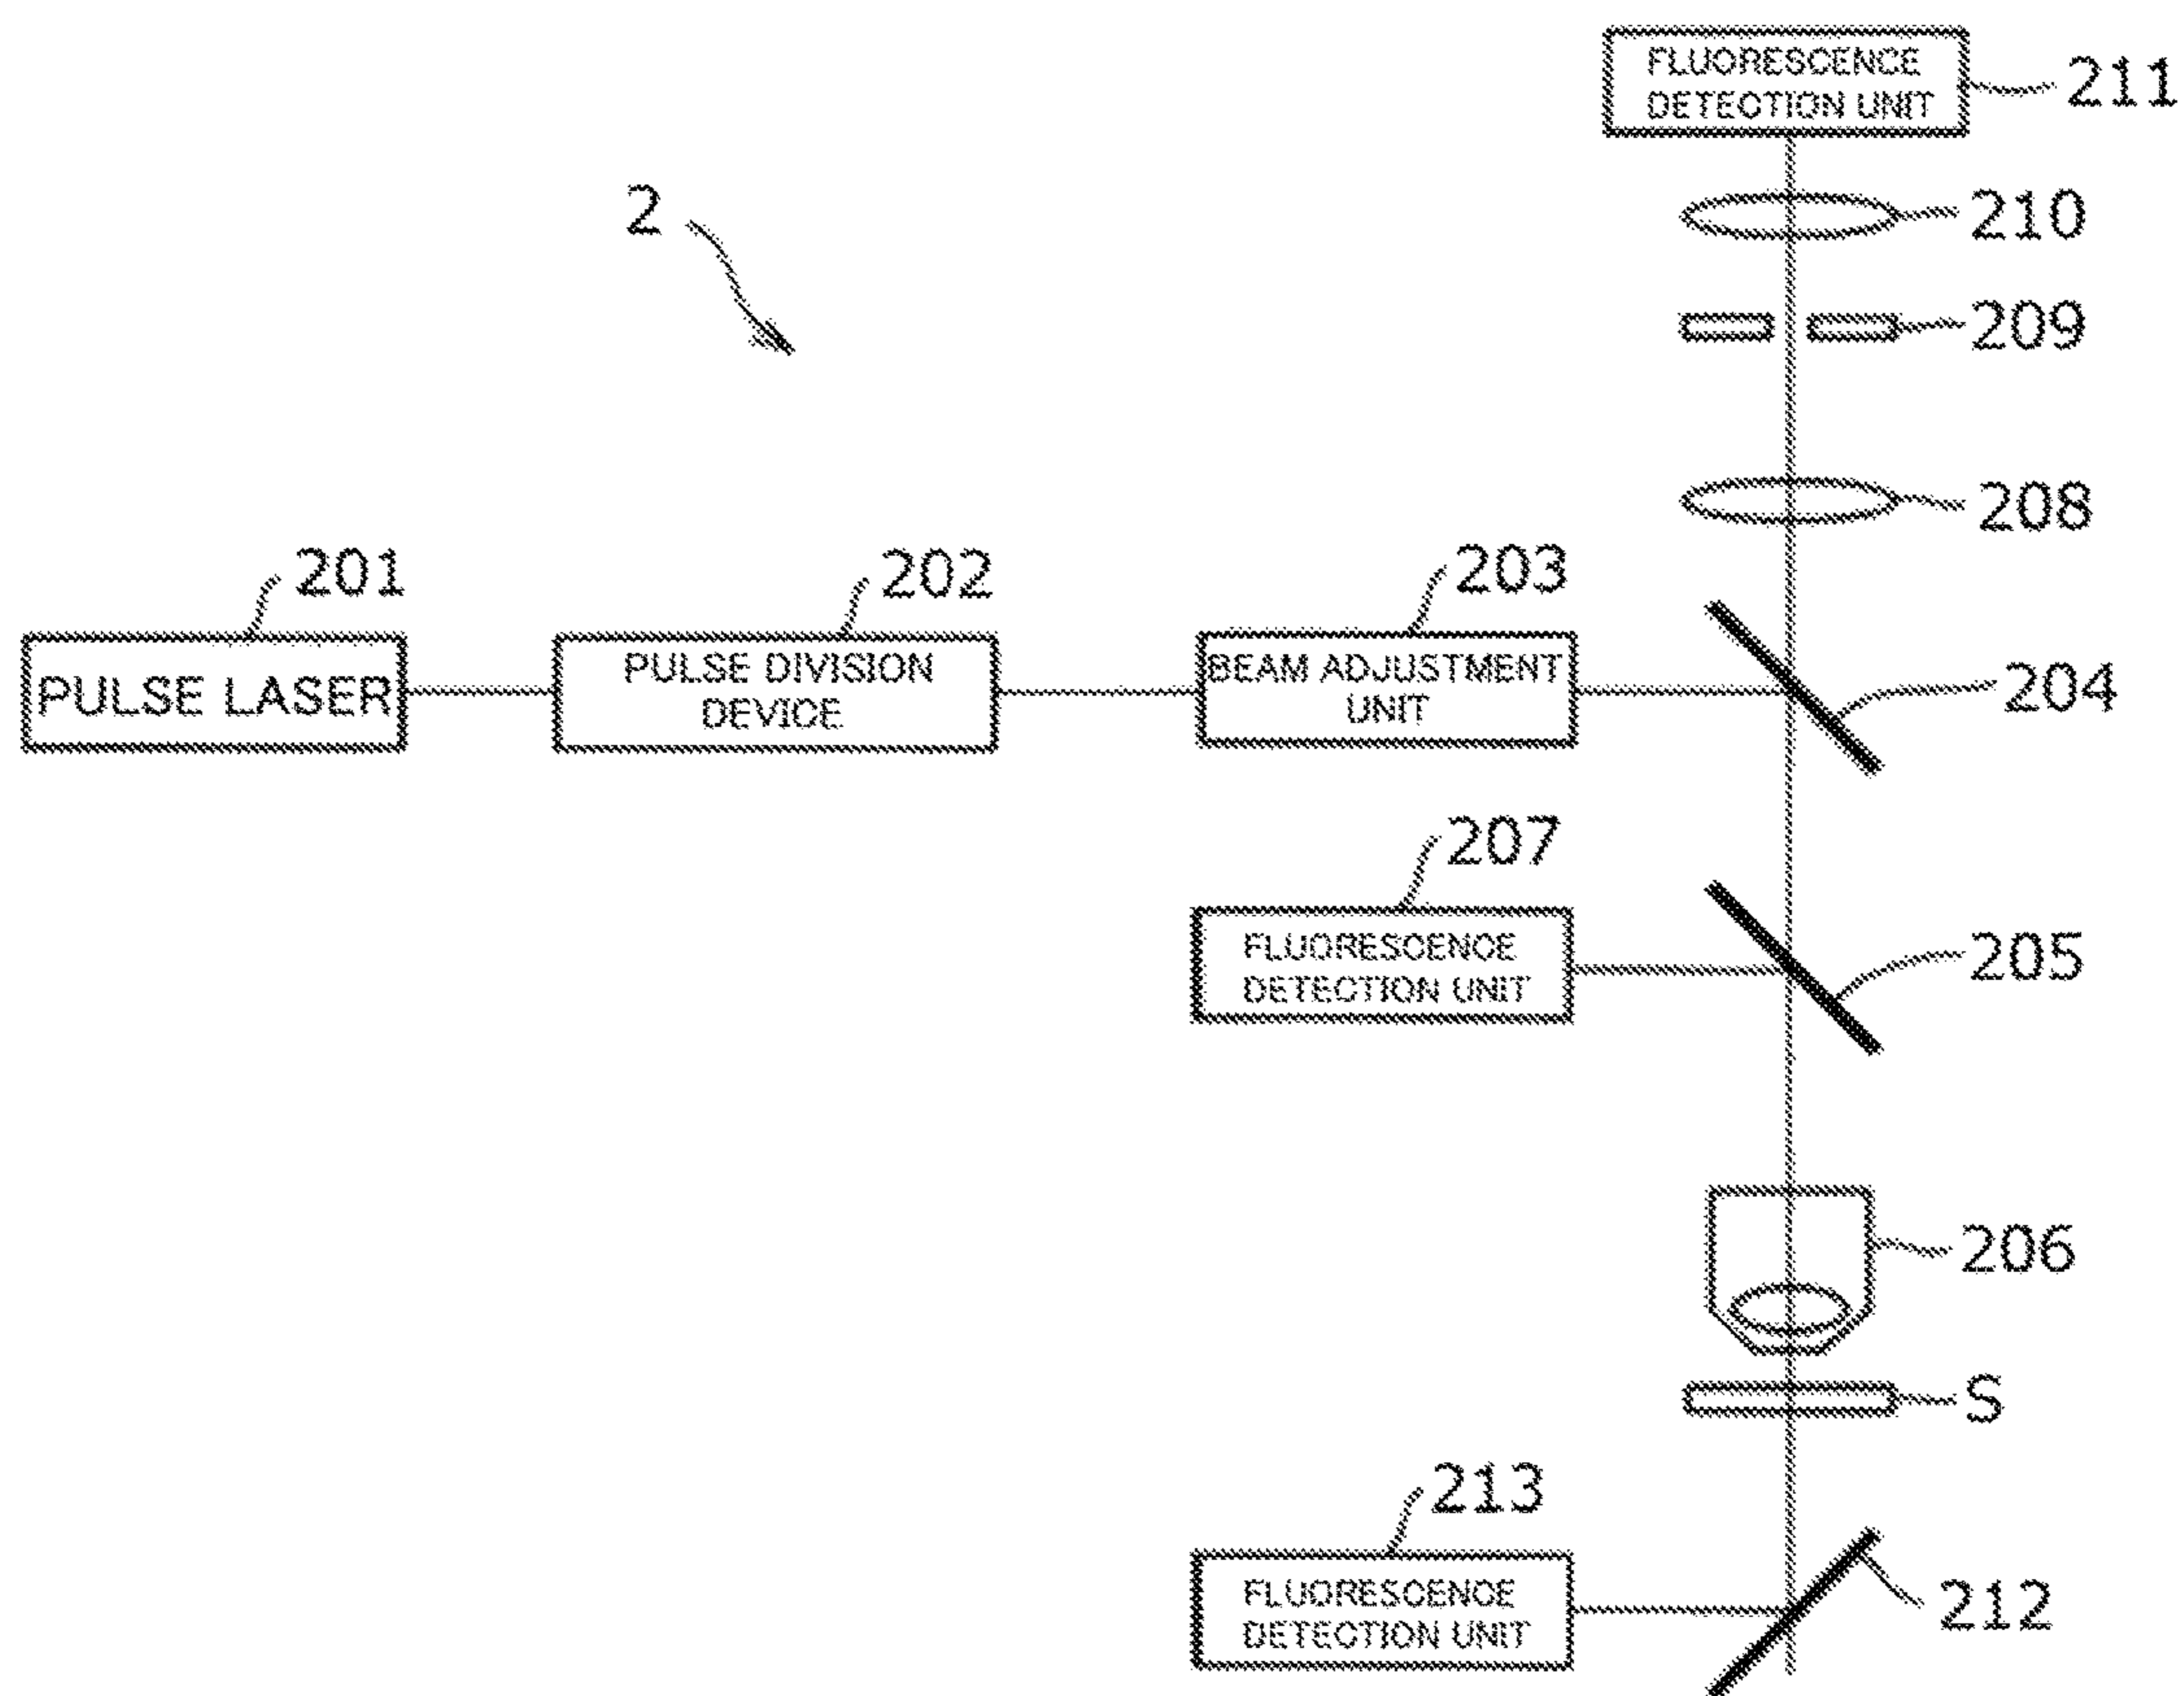 FLUORESCENCE
DETECTION UNIT
211
2
210
209
208
201
202
203
PULSE LASER
PULSE DIVISION
DEVICE
BEAM ADJUSTMENT
UNIT
204
207
FLUORESCENCE
DETECTION UNIT
205
206
S
213
FLUORESCENCE
DETECTION UNIT
212